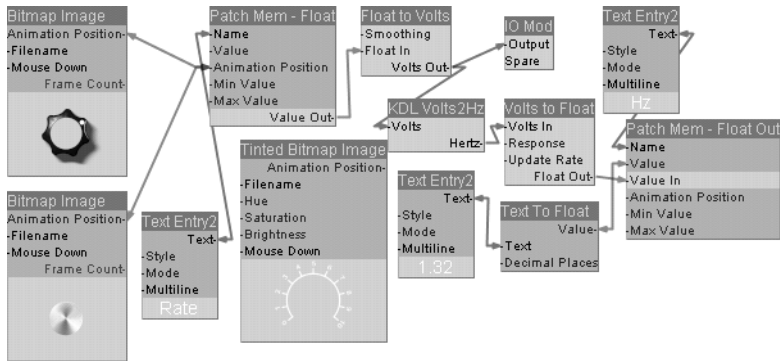 Bitmap Image
Animation Position-
-Filename
-Mouse Down
Frame Count-
Patch Mem - Float
-Name
-Value
-Animation Position
-Min Value
-Max Value
Value Out-
Float to Volts
-Smoothing
-Float In
Volts Out-
IO Mod
-Output
Spare
Text Entry2
Text-
-Style
-Mode
-Multiline
Hz
KDL Volts2Hz
-Volts
Hertz-
Volts to Float
-Volts In
-Response
-Update Rate
Float Out-
Patch Mem - Float Out
-Name
-Value
-Value In
-Animation Position
-Min Value
-Max Value
Tinted Bitmap Image
Animation Position-
-Filename
-Hue
-Saturation
-Brightness
-Mouse Down
Text Entry2
Text-
-Style
-Mode
-Multiline
1.32
Text To Float
Value-
-Text
-Decimal Places
Bitmap Image
Animation Position-
-Filename
-Mouse Down
Frame Count-
Text Entry2
Text-
-Style
-Mode
-Multiline
Rate